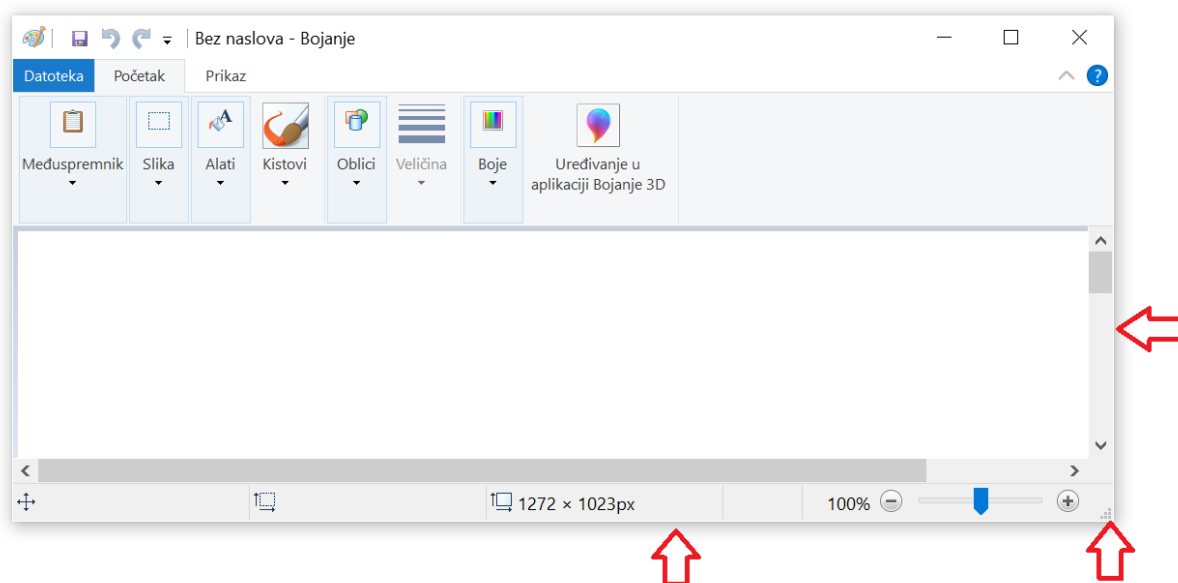 Bez naslova - Bojanje
Datoteka Početak Prikaz
?
A
Međuspremnik Slika Alati Kistovi Oblici Veličina Boje Uređivanje u
aplikaciji Bojanje 3D
1272 × 1023px 100%